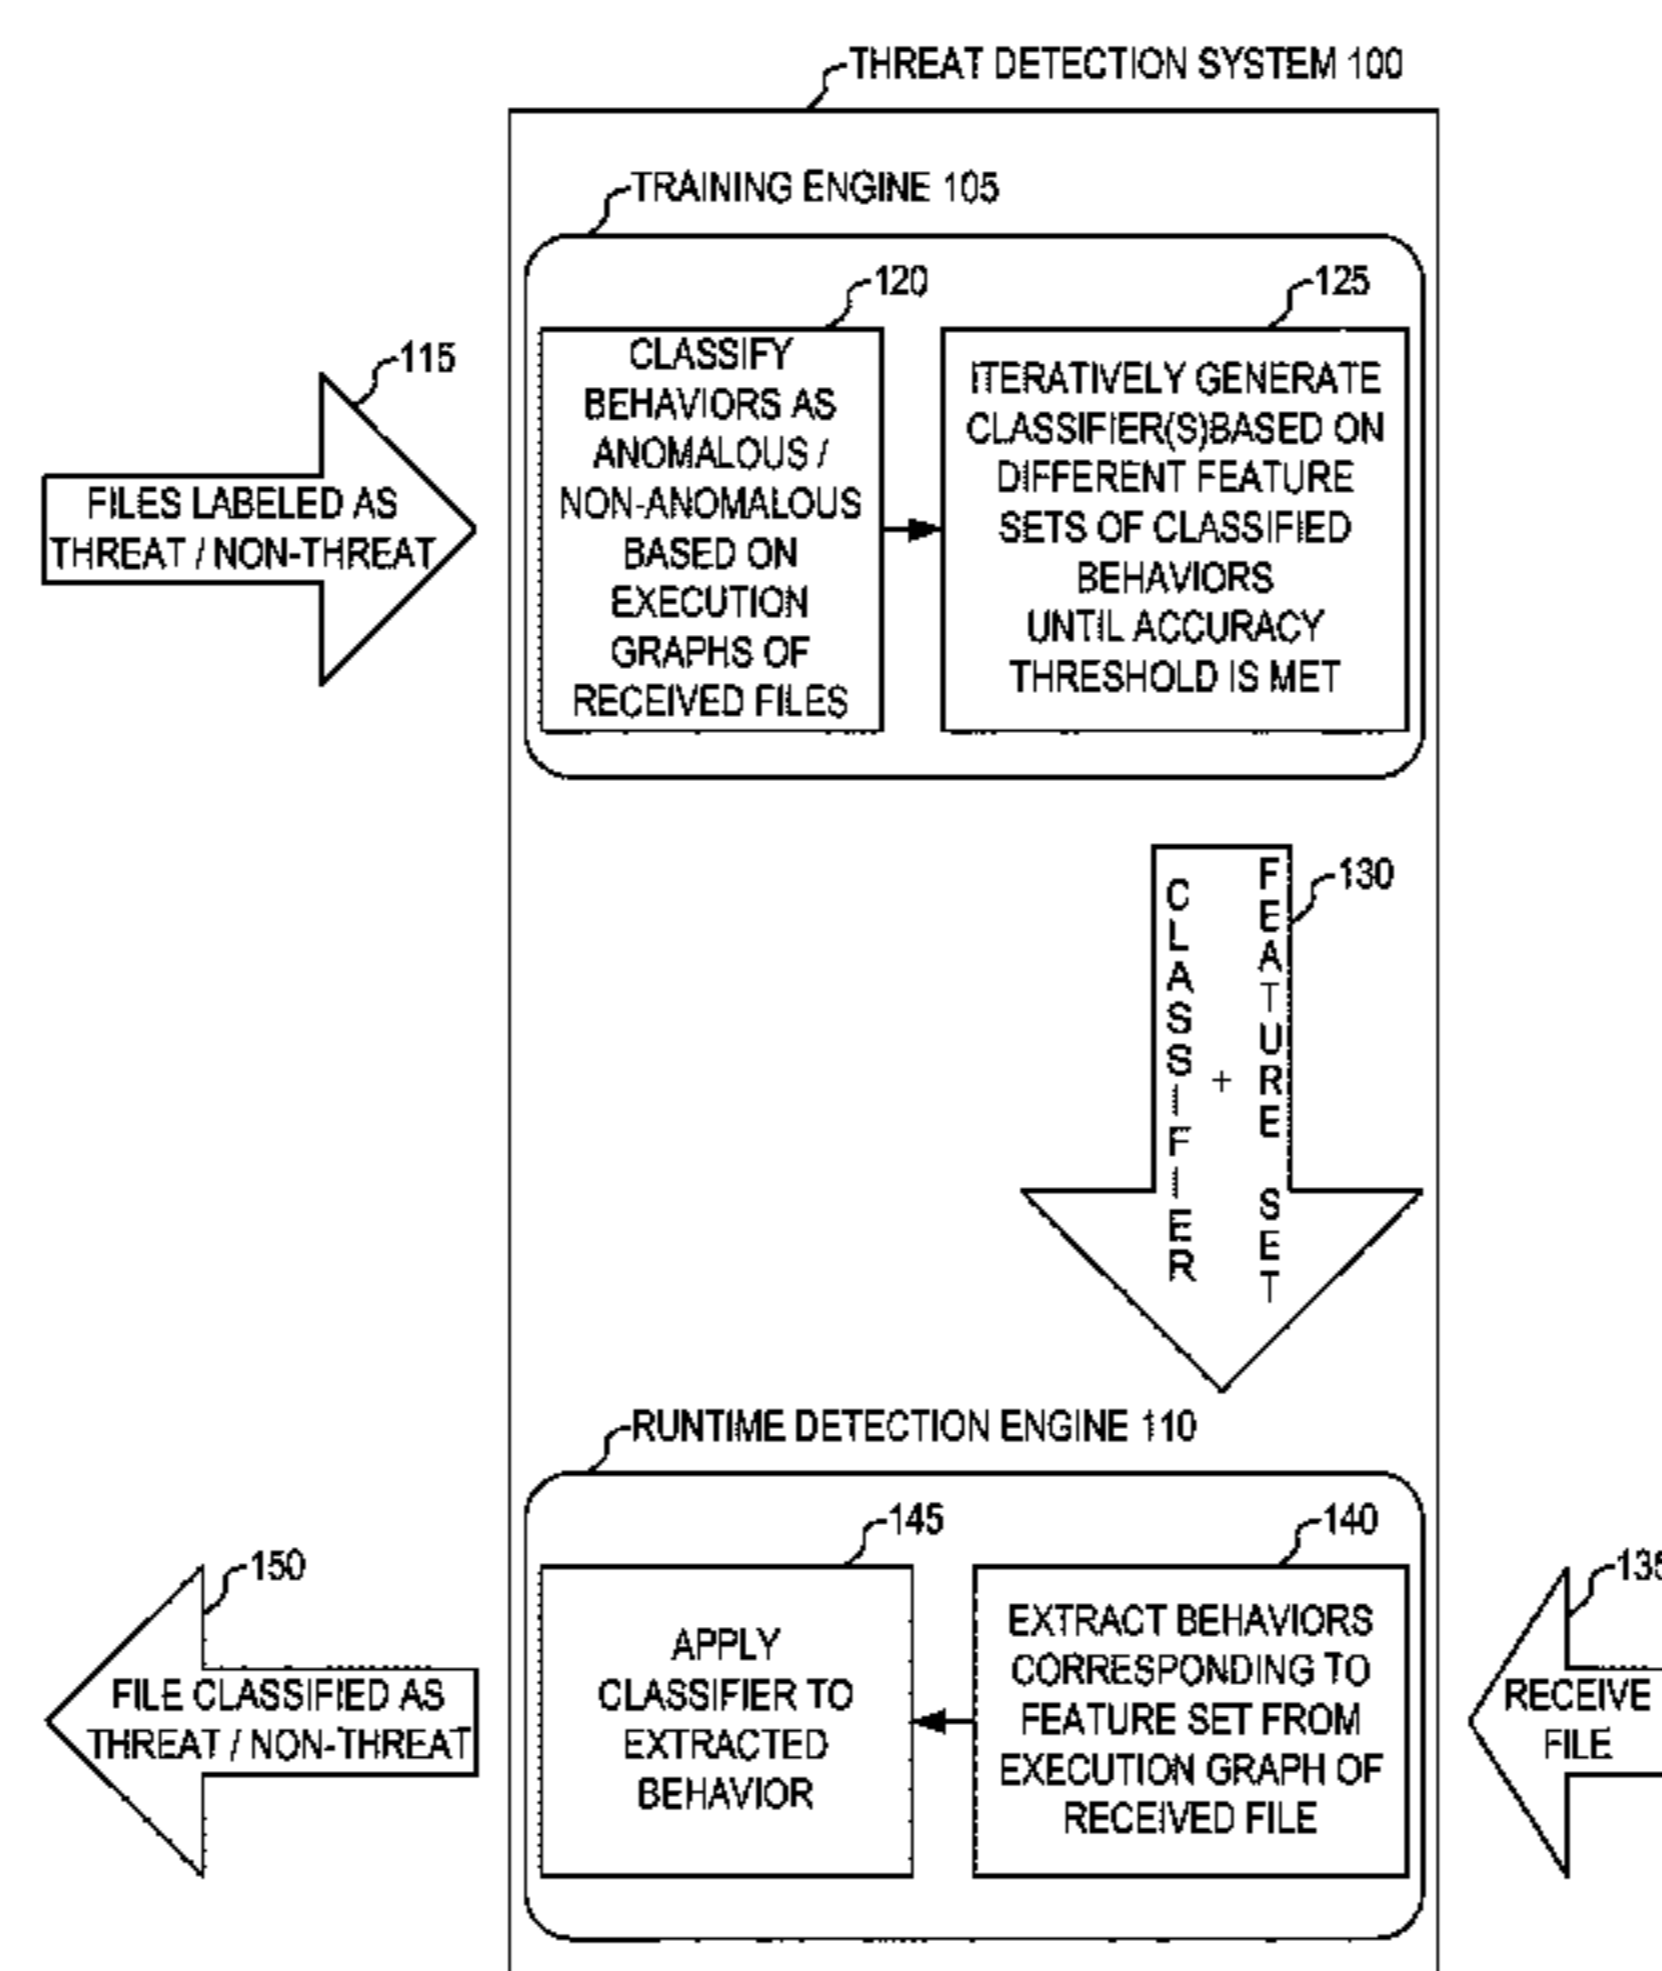 THREAT DETECTION SYSTEM 100
TRAINING ENGINE 105
115
FILES LABELED AS
THREAT / NON-THREAT
120
CLASSIFY
BEHAVIORS AS
ANOMALOUS /
NON-ANOMALOUS
BASED ON
EXECUTION
GRAPHS OF
RECEIVED FILES
125
ITERATIVELY GENERATE
CLASSIFIER(S)BASED ON
DIFFERENT FEATURE
SETS OF CLASSIFIED
BEHAVIORS
UNTIL ACCURACY
THRESHOLD IS MET
130
CLASSIFIER
+
FEATURE SET
RUNTIME DETECTION ENGINE 110
135
RECEIVE
FILE
140
EXTRACT BEHAVIORS
CORRESPONDING TO
FEATURE SET FROM
EXECUTION GRAPH OF
RECEIVED FILE
145
APPLY
CLASSIFIER TO
EXTRACTED
BEHAVIOR
150
FILE CLASSIFIED AS
THREAT / NON-THREAT